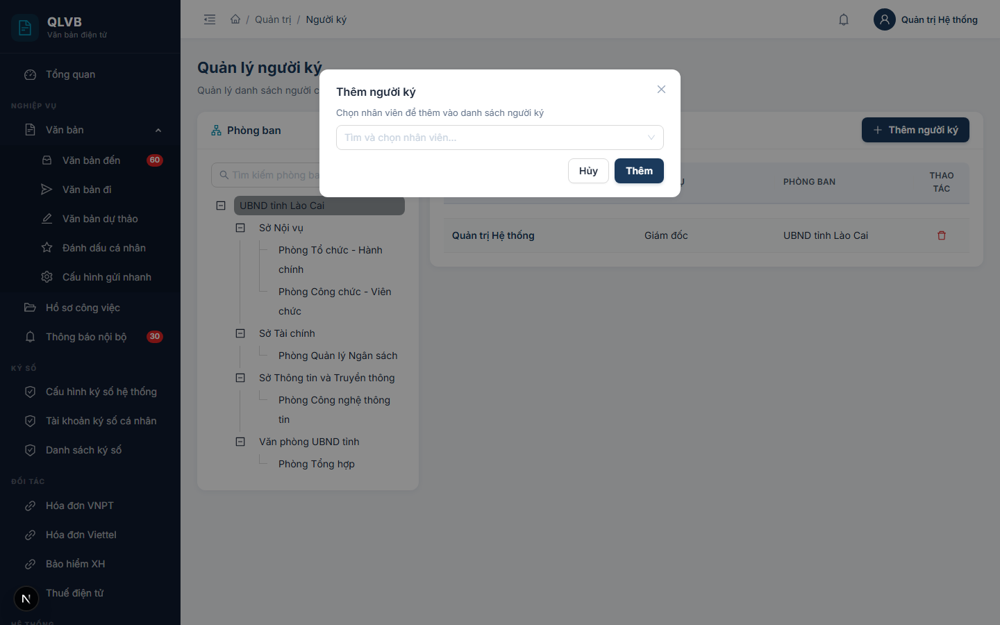 QLVB
Văn bản điện tử
Tổng quan
NGHIỆP VỤ
Văn bản
Văn bản đến 60
Văn bản đi
Văn bản dự thảo
Đánh dấu cá nhân
Cấu hình gửi nhanh
Hồ sơ công việc
Thông báo nội bộ 30
KÝ SỐ
Cấu hình ký số hệ thống
Tài khoản ký số cá nhân
Danh sách ký số
ĐỐI TÁC
Hóa đơn VNPT
Hóa đơn Viettel
Bảo hiểm XH
Thuế điện tử
HỆ THỐNG
N
/ Quản trị / Người ký
Quản trị Hệ thống
Quản lý người ký
Quản lý danh sách người
Phòng ban
Tìm kiếm phòng
UBND tỉnh Lào Cai
Sở Nội vụ
Phòng Tổ chức - Hành
chính
Phòng Công chức - Viên
chức
Sở Tài chính
Phòng Quản lý Ngân sách
Sở Thông tin và Truyền thông
Phòng Công nghệ thông
tin
Văn phòng UBND tỉnh
Phòng Tổng hợp
Thêm người ký
Chọn nhân viên để thêm vào danh sách người ký
Tìm và chọn nhân viên...
Hủy
Thêm
Thêm người ký
PHÒNG BAN
THAO
TÁC
Quản trị Hệ thống
Giám đốc
UBND tỉnh Lào Cai